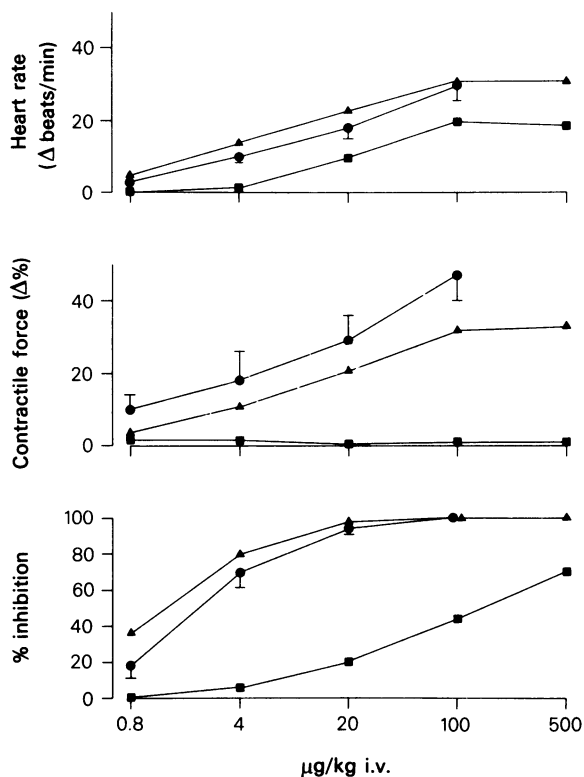 Heart rate
(Δ beats/min)
40
20
0
Contractile force (Δ%)
40
20
0
% inhibition
100
80
60
40
20
0
0.8 4 20 100 500
μg/kg i.v.